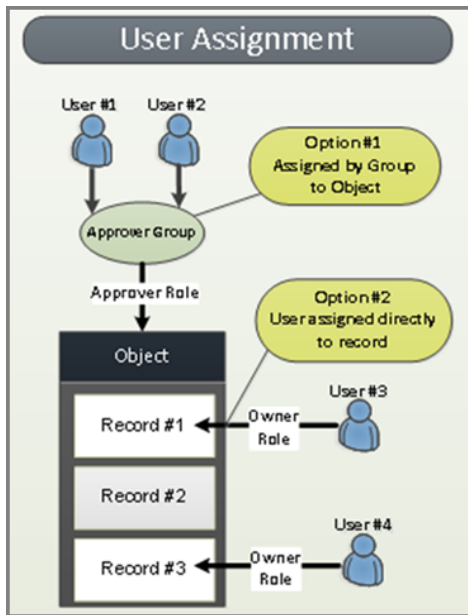 User Assignment
User #1
User #2
Option #1
Assigned by Group
to Object
Approver Group
Approver Role
Option #2
User assigned directly
to record
Object
User #3
Record #1
Owner
Role
Record #2
User #4
Record #3
Owner
Role